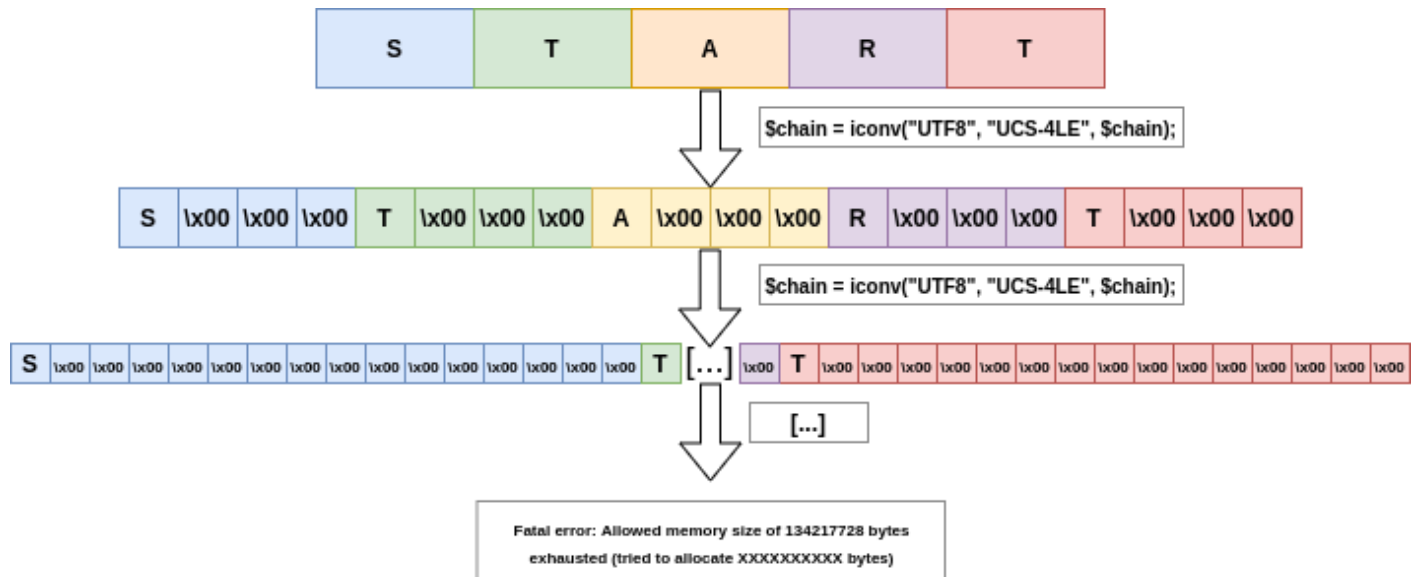 S T A R T
$chain = iconv("UTF8", "UCS-4LE", $chain);
S \x00 \x00 \x00 T \x00 \x00 \x00 A \x00 \x00 \x00 R \x00 \x00 \x00 T \x00 \x00 \x00
$chain = iconv("UTF8", "UCS-4LE", $chain);
S \x00 \x00 \x00 \x00 \x00 \x00 \x00 \x00 \x00 \x00 \x00 \x00 \x00 \x00 \x00 T [...] \x00 T \x00 \x00 \x00 \x00 \x00 \x00 \x00 \x00 \x00 \x00 \x00 \x00 \x00 \x00 \x00
[...]
Fatal error: Allowed memory size of 134217728 bytes
exhausted (tried to allocate XXXXXXXXXX bytes)